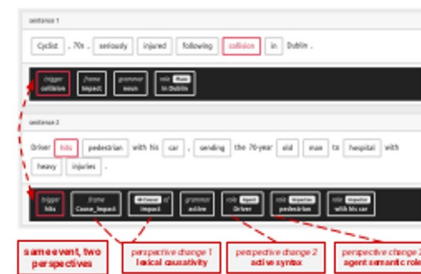 sentence 1
Cyclist , 70s , seriously injured following collision in Dublin .
trigger frame grammar role
collision Impact noun in Dublin
sentence 2
Driver hits pedestrian with his car , sending the 70-year old man to hospital with
heavy injuries .
trigger frame of grammar role role
hits Cause_Impact Impact active Driver pedestrian with his car
same event, two
perspectives
perspective change 1
lexical causativity
perspective change 2
active syntax
perspective change
agent semantic role